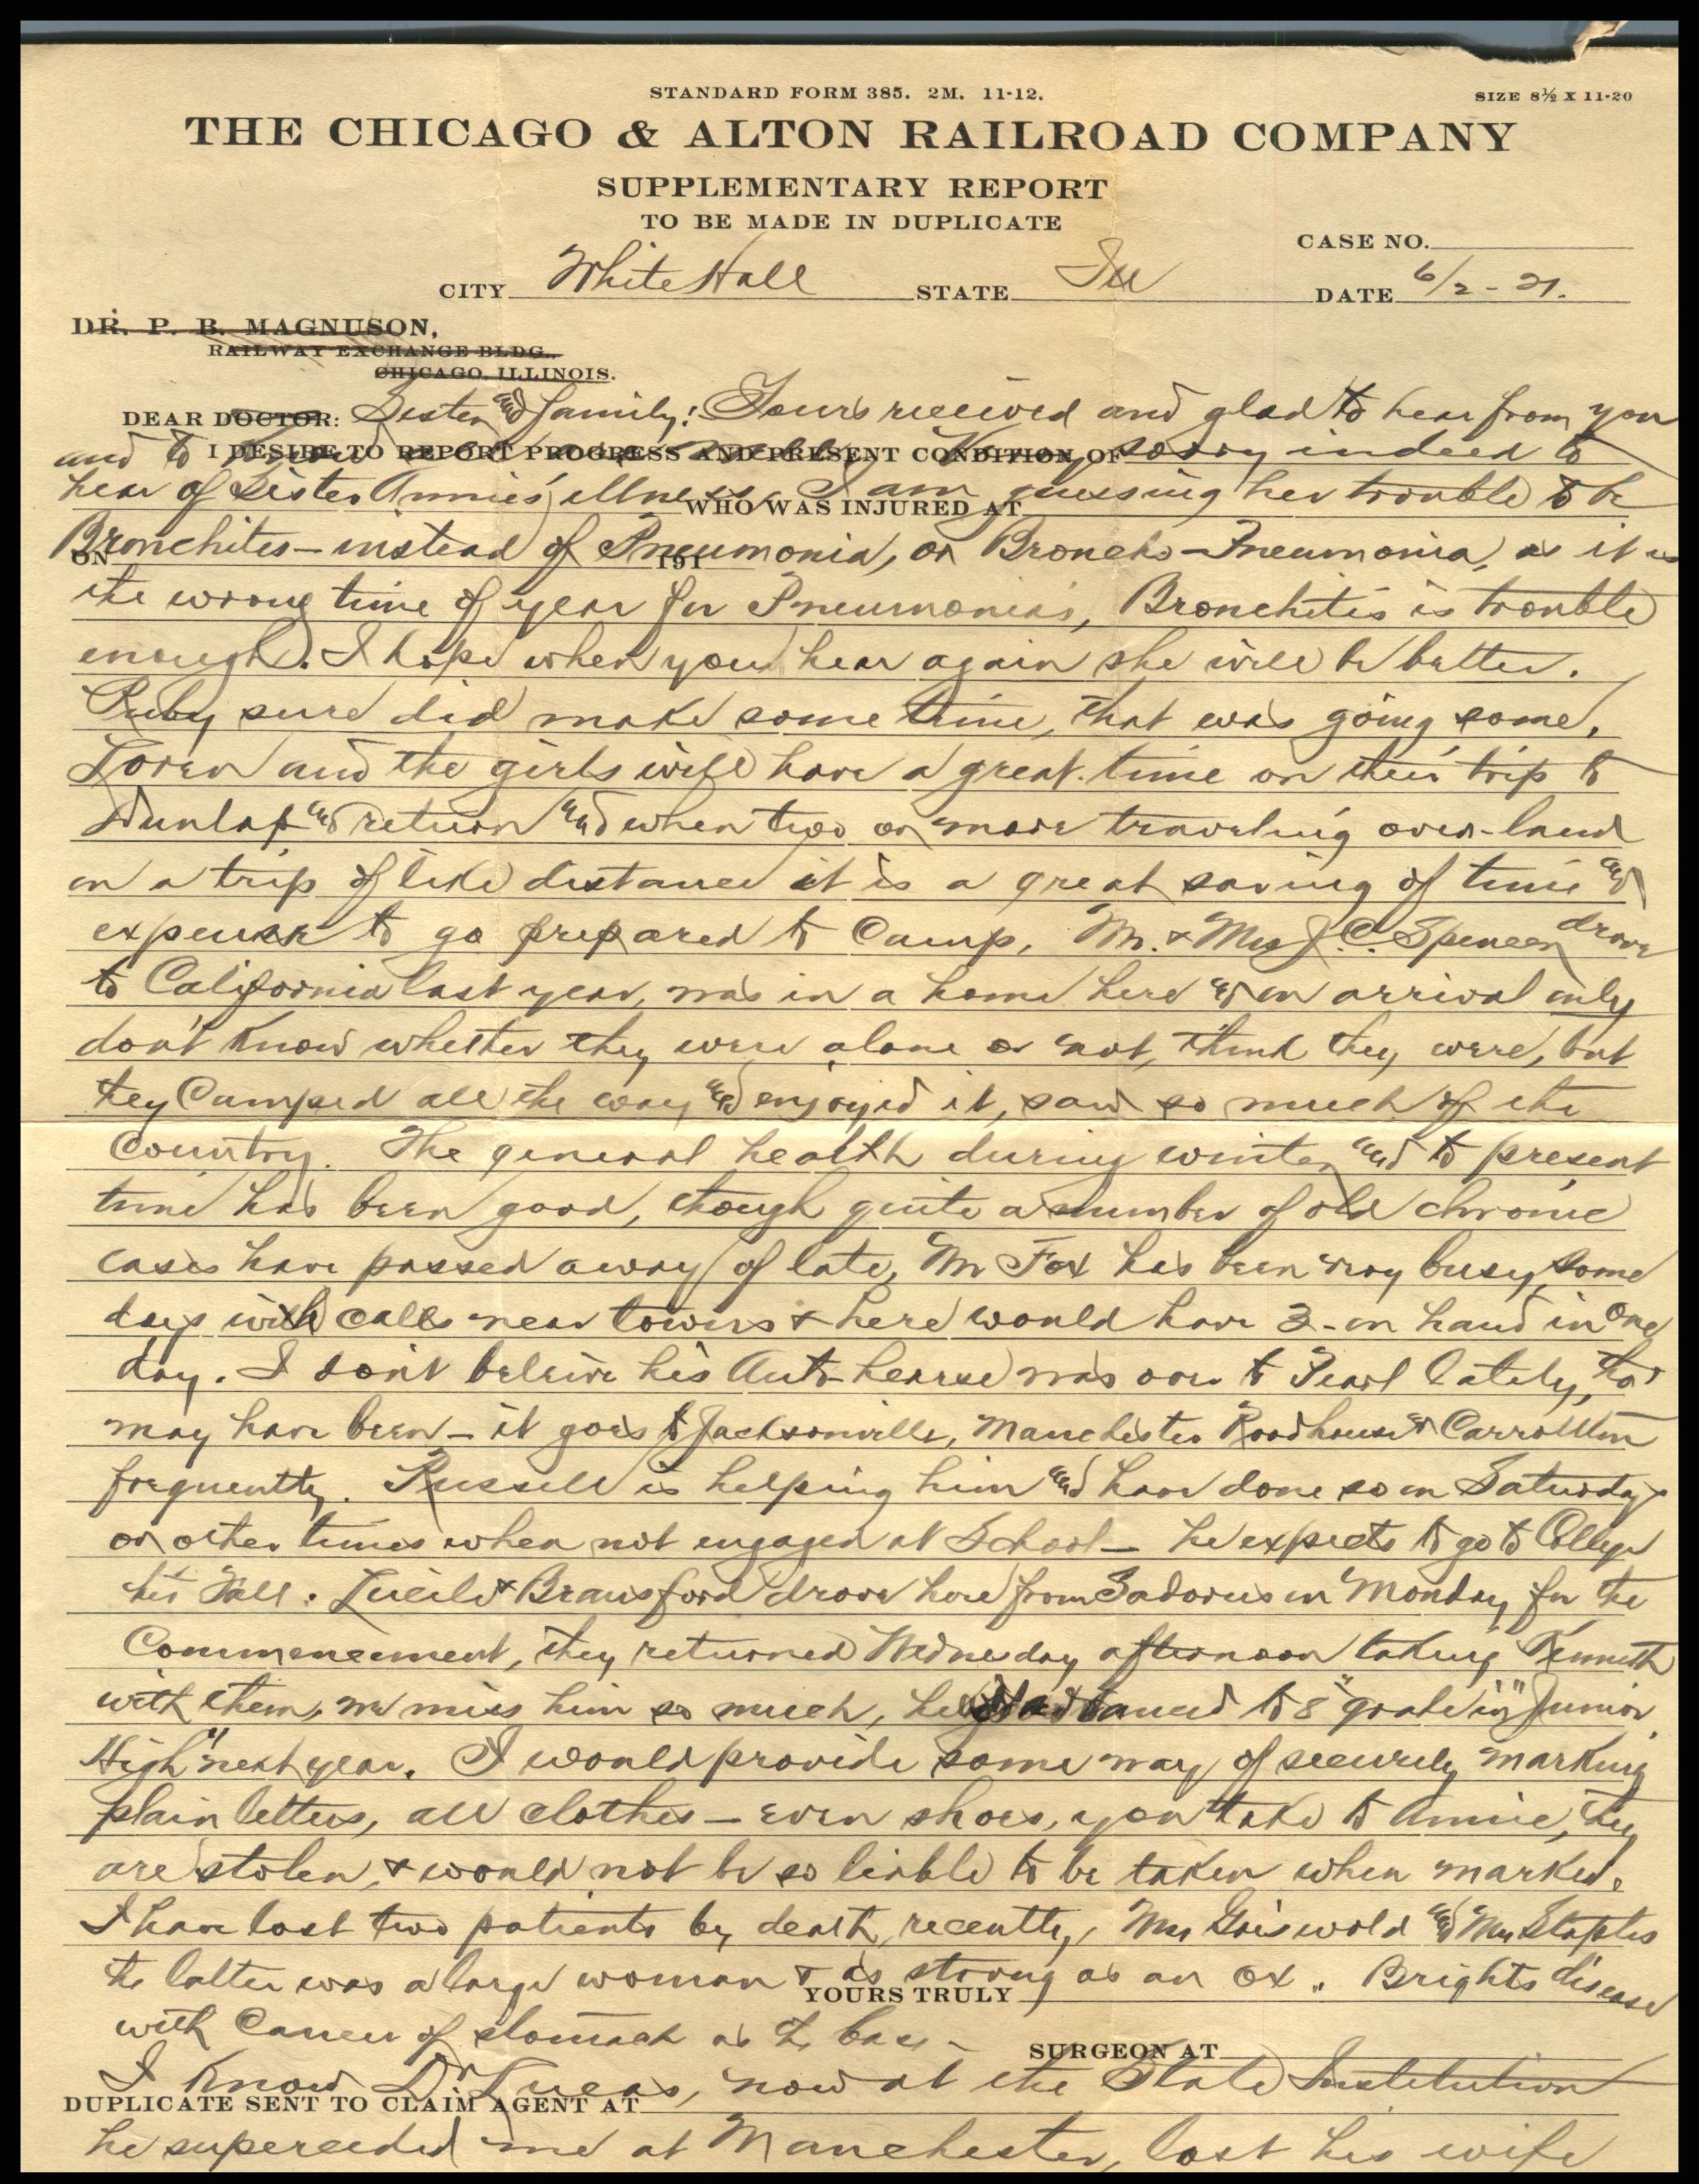 STANDARD FORM 385. 2M. 11-12.
SIZE 8½ X 11-20
THE CHICAGO & ALTON RAILROAD COMPANY
SUPPLEMENTARY REPORT
TO BE MADE IN DUPLICATE
CASE NO.
CITY White Hall STATE Ill DATE 6/2-21.
DR. P. B. MAGNUSON,
RAILWAY EXCHANGE BLDG.,
CHICAGO, ILLINOIS.
DEAR DOCTOR: Sister and family: Yours received and glad to hear from you
I DESIRE TO REPORT PROGRESS AND PRESENT CONDITION OF
and to know sorry indeed to
hear of Sister Annie's illness. I am guessing her trouble to be
WHO WAS INJURED AT
Bronchites - instead of Pneumonia, or Broncho-Pneumonia, as it is
ON 191
the wrong time of year for Pneumonia's, Bronchitis is trouble
enough. I hope when you hear again she will be better.
Ruby sure did make some time, that was going some.
Loren and the girls will have a great time on their trip to
Dunlap and return and when two or more traveling over-land
on a trip of like distance it is a great saving of time and
expense to go prepared to Camp, Mr. & Mrs J. C. Spencer drove
to California last year, was in a home here and on arrival only
don't know whether they were alone or not, think they were, but
they Camped all the way and enjoyed it, saw so much of the
Country. The general health during winter and to present
time has been good, though quite a number of old chronic
cases have passed away of late, Mr Fox has been very busy, some
days with calls near towns & here would have 3 - on hand in one
day. I don't beleive his Auto-hearse was over to Pearl lately, tho'
may have been - it goes to Jacksonville, Manchester Roodhouse and Carrollton
frequently. Russell is helping him and have done so on Saturdays
or other times when not engaged at School - he expects to go to College
this Fall. Lucile & Bransford drove here from Sadorus on Monday for the
Commencement, they returned Wednesday afternoon taking Kenneth
with them, we miss him so much, he advanced to 8" grade in "Junior
High" next year. I would provide some way of securely marking
plain letters, all clothes - even shoes, you take to Annie, they
are stolen, & would not be so liable to be taken when marked.
I have lost two patients by death, recently, Mrs Griswold and Mrs Staples
the latter was a large woman & as strong as an ox. Brights disease
YOURS TRULY
with Cancer of stomach as the base -
SURGEON AT
I know Dr Lucas, now at the State Institution
DUPLICATE SENT TO CLAIM AGENT AT
he superceded me at Manchester, lost his wife